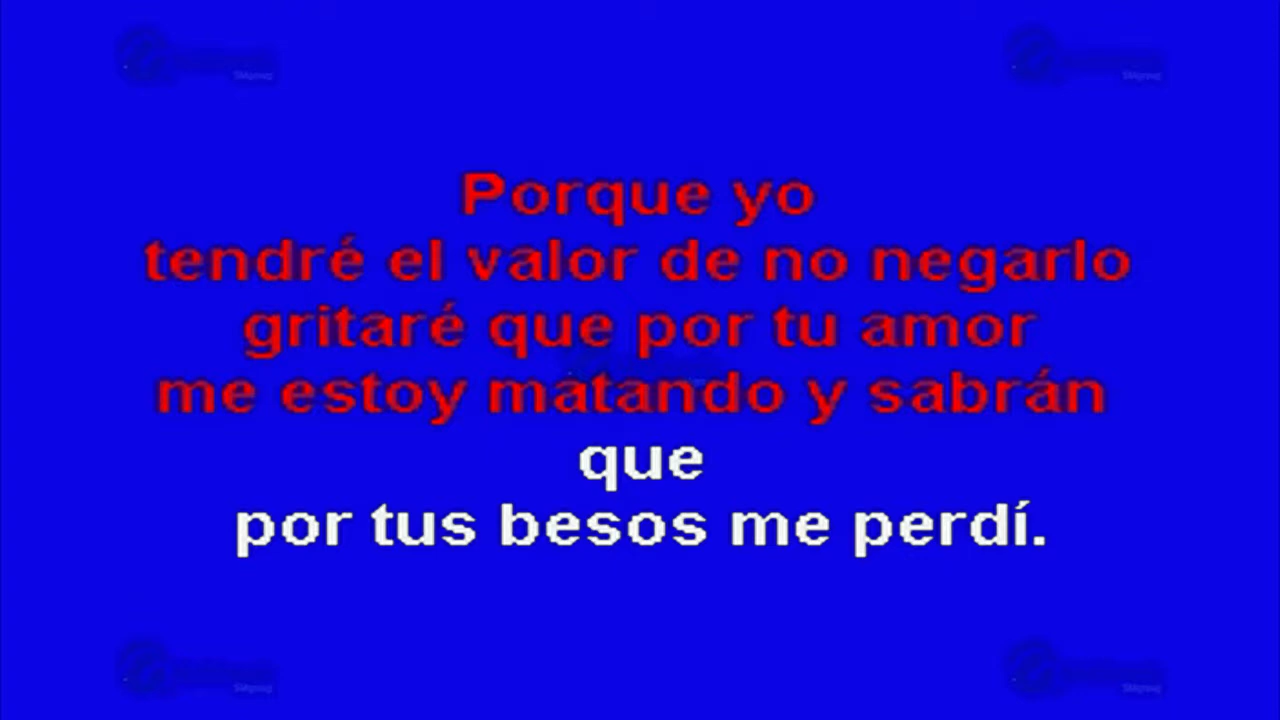 Porque yo
tendré el valor de no negarlo
gritaré que por tu amor
me estoy matando y sabrán
que
por tus besos me perdí.